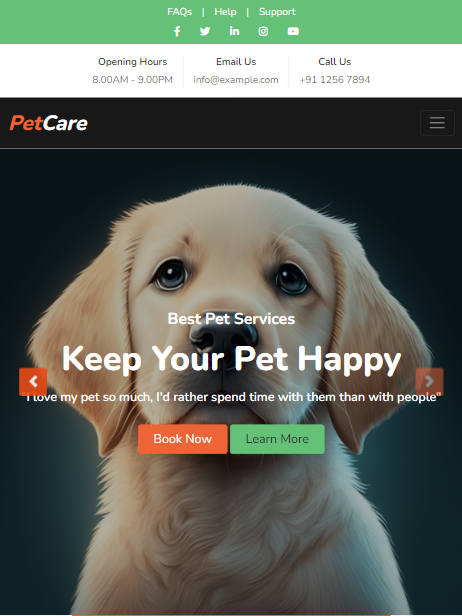 FAQs | Help | Support
Opening Hours
8.00AM - 9.00PM
Email Us
info@example.com
Call Us
+91 1256 7894
PetCare
Best Pet Services
Keep Your Pet Happy
I love my pet so much, I'd rather spend time with them than with people"
Book Now
Learn More